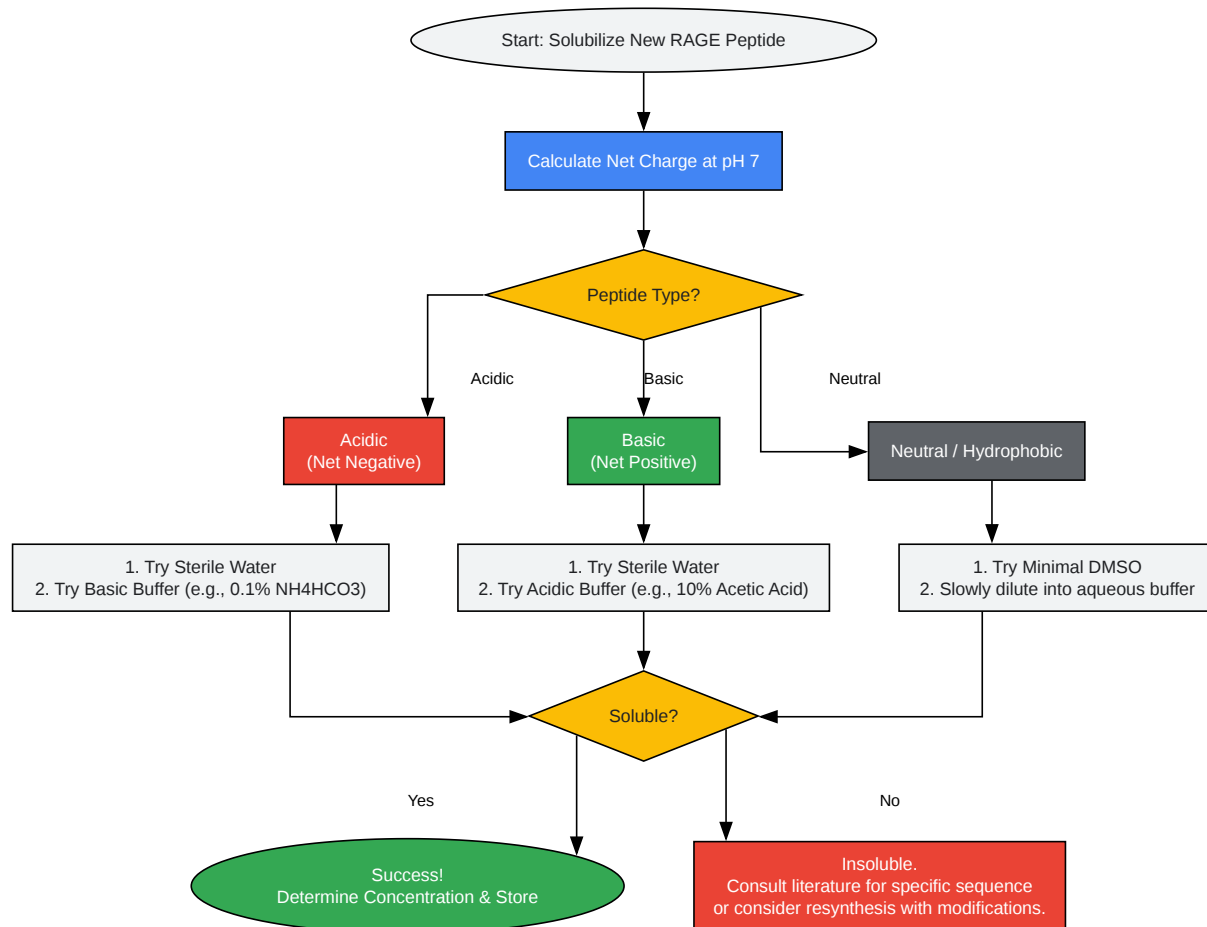 Start: Solubilize New RAGE Peptide
Calculate Net Charge at pH 7
Peptide Type?
Acidic
Basic
Neutral
Acidic
(Net Negative)
Basic
(Net Positive)
Neutral / Hydrophobic
1. Try Sterile Water
2. Try Basic Buffer (e.g., 0.1% NH4HCO3)
1. Try Sterile Water
2. Try Acidic Buffer (e.g., 10% Acetic Acid)
1. Try Minimal DMSO
2. Slowly dilute into aqueous buffer
Soluble?
Yes
No
Success!
Determine Concentration & Store
Insoluble.
Consult literature for specific sequence
or consider resynthesis with modifications.